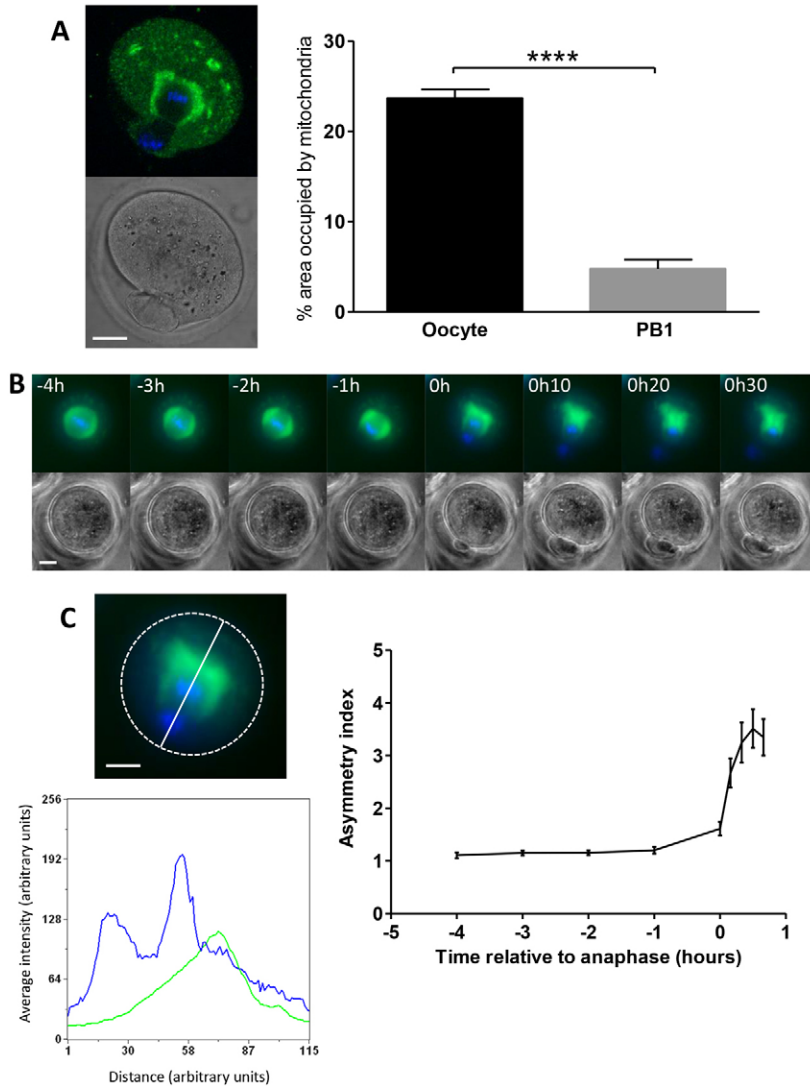 A
% area occupied by mitochondria
30
20
10
0
****
Oocyte
PB1
B
-4h
-3h
-2h
-1h
0h
0h10
0h20
0h30
C
Average intensity (arbitrary units)
256
192
128
64
0
1
30
58
87
115
Distance (arbitrary units)
Asymmetry index
5
4
3
2
1
0
-5
-4
-3
-2
-1
0
1
Time relative to anaphase (hours)